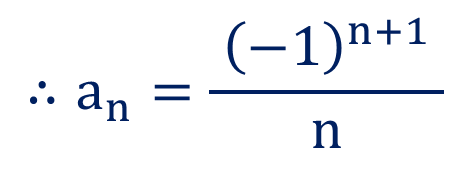 ∴ aₙ = (−1)ⁿ⁺¹ / n